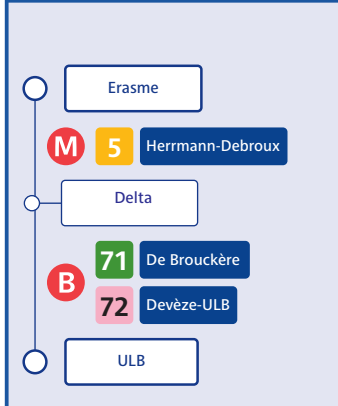 Erasme
M 5 Herrmann-Debroux
Delta
71 De Brouckère
B
72 Devèze-ULB
ULB